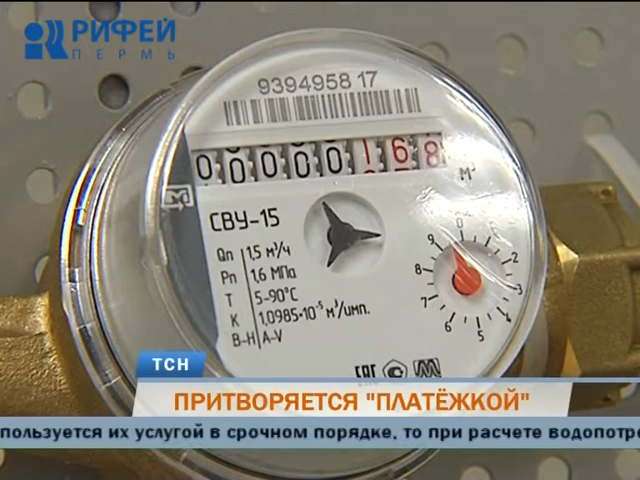 РИФЕЙ
ПЕРМЬ
9394958 17
00000168
м³
СВУ-15
Qn 1,5 м³/ч
Pn 1,6 МПа
T 5-90°С
K 1,0985·10⁻⁵ м³/имп.
B-H A-V
EAC
0
9
8
7
6
5
4
3
2
ТСН
ПРИТВОРЯЕТСЯ "ПЛАТЁЖКОЙ"
пользуется их услугой в срочном порядке, то при расчете водопотре